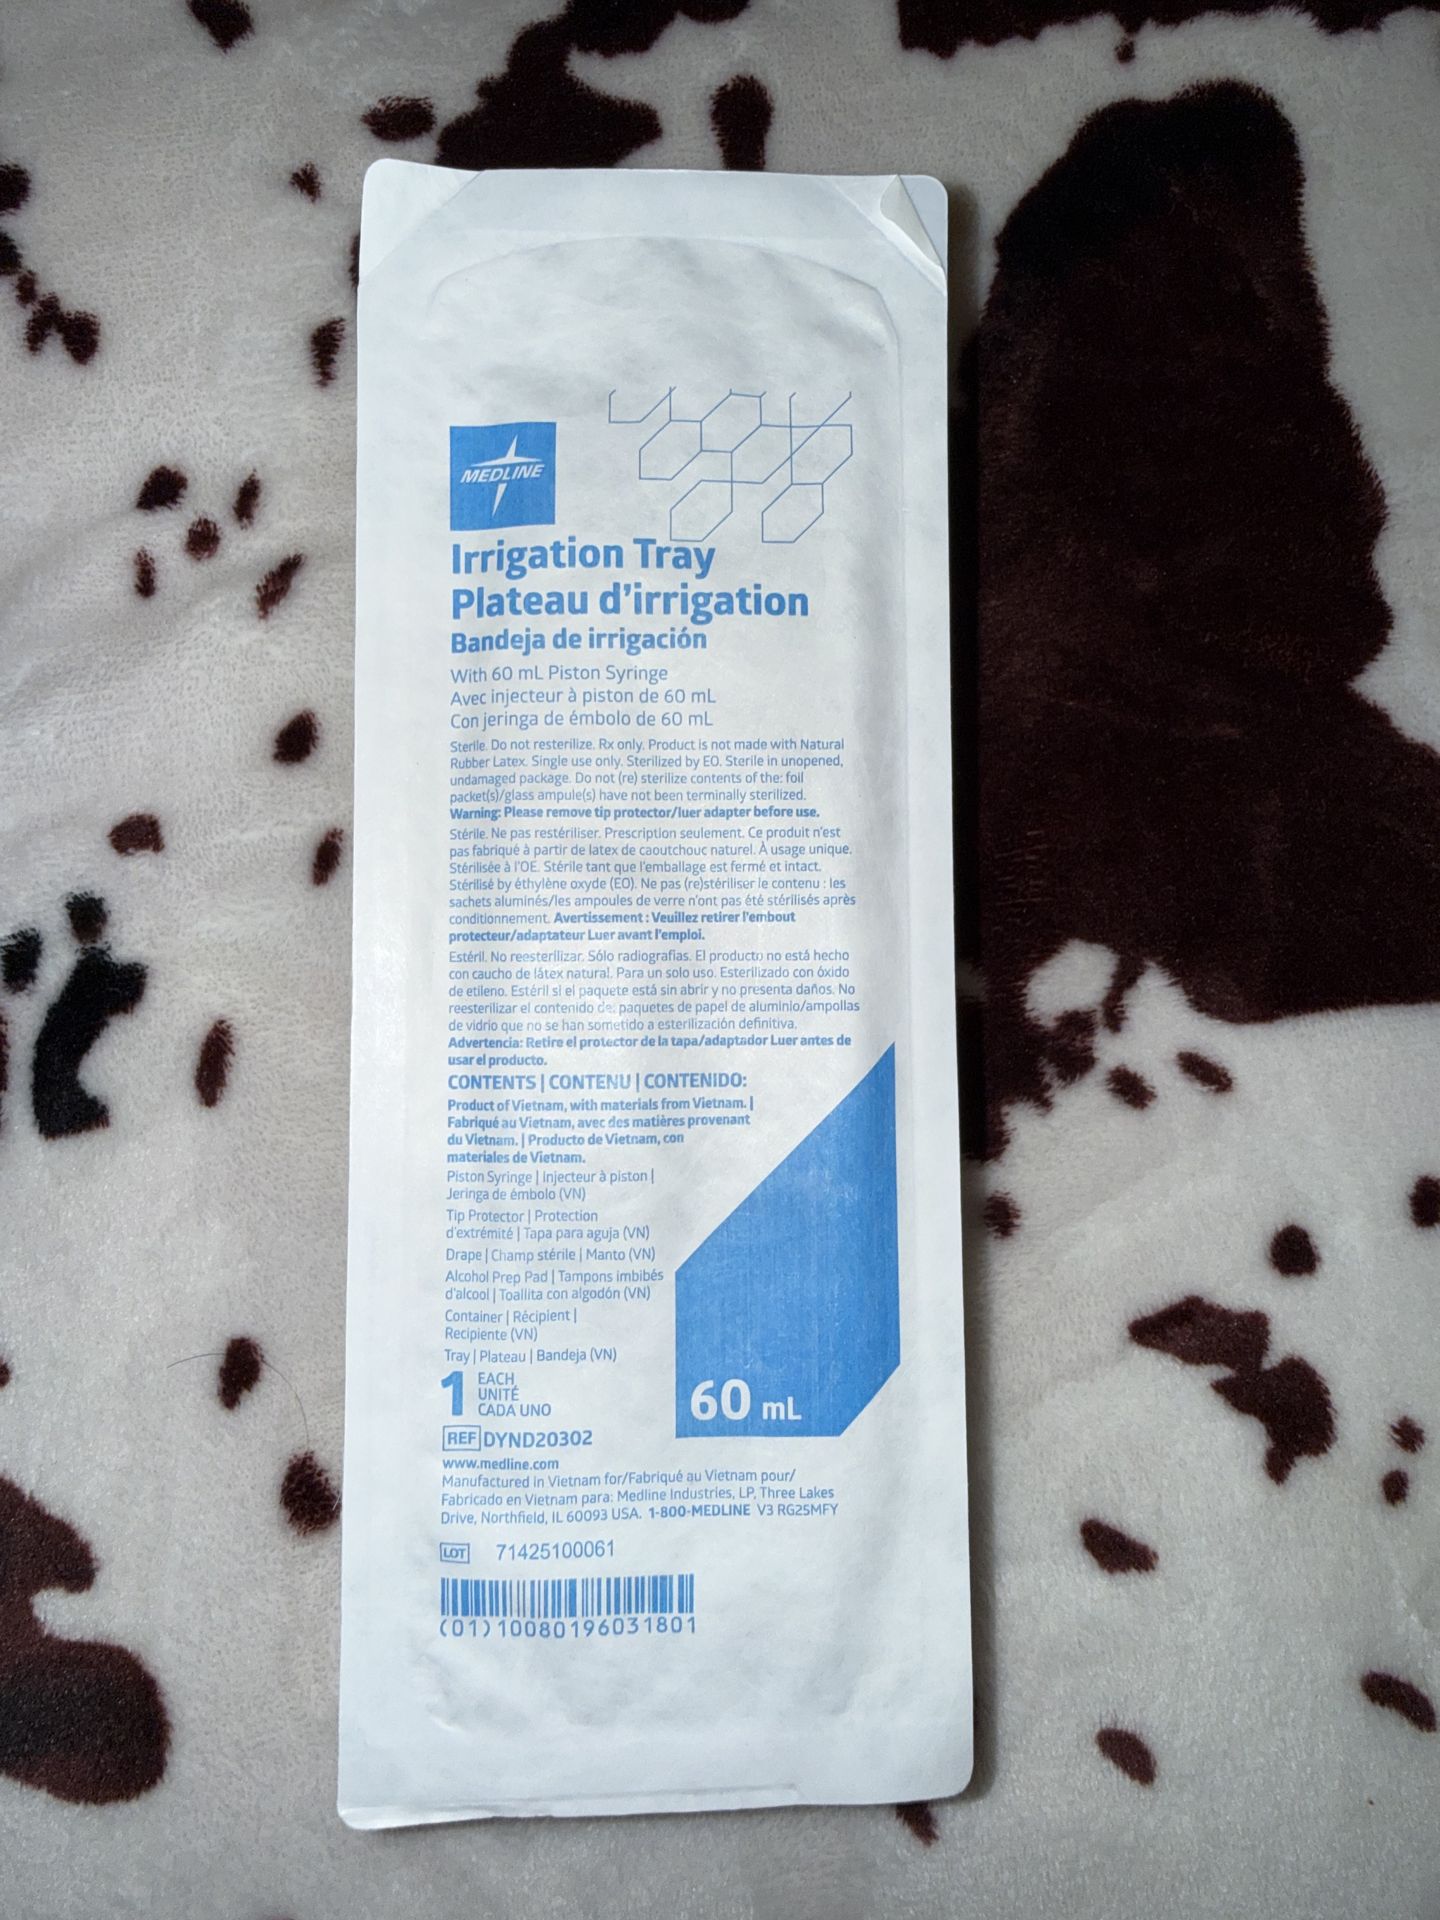 MEDLINE
Irrigation Tray
Plateau d'irrigation
Bandeja de irrigación
With 60 mL Piston Syringe
Avec injecteur à piston de 60 mL
Con jeringa de émbolo de 60 mL
Sterile. Do not resterilize. Rx only. Product is not made with Natural
Rubber Latex. Single use only. Sterilized by EO. Sterile in unopened,
undamaged package. Do not (re) sterilize contents of the: foil
packet(s)/glass ampule(s) have not been terminally sterilized.
Warning: Please remove tip protector/luer adapter before use.
Stérile. Ne pas restériliser. Prescription seulement. Ce produit n'est
pas fabriqué à partir de latex de caoutchouc naturel. À usage unique.
Stérilisée à l'OE. Stérile tant que l'emballage est fermé et intact.
Stérilisé by éthylène oxyde (EO). Ne pas (re)stériliser le contenu : les
sachets aluminés/les ampoules de verre n'ont pas été stérilisés après
conditionnement. Avertissement : Veuillez retirer l'embout
protecteur/adaptateur Luer avant l'emploi.
Estéril. No reesterilizar. Sólo radiografias. El producto no está hecho
con caucho de látex natural. Para un solo uso. Esterilizado con óxido
de etileno. Estéril si el paquete está sin abrir y no presenta daños. No
reesterilizar el contenido de: paquetes de papel de aluminio/ampollas
de vidrio que no se han sometido a esterilización definitiva.
Advertencia: Retire el protector de la tapa/adaptador Luer antes de
usar el producto.
CONTENTS | CONTENU | CONTENIDO:
Product of Vietnam, with materials from Vietnam. |
Fabriqué au Vietnam, avec des matières provenant
du Vietnam. | Producto de Vietnam, con
materiales de Vietnam.
Piston Syringe | Injecteur à piston |
Jeringa de émbolo (VN)
Tip Protector | Protection
d'extrémité | Tapa para aguja (VN)
Drape | Champ stérile | Manto (VN)
Alcohol Prep Pad | Tampons imbibés
d'alcool | Toallita con algodón (VN)
Container | Récipient |
Recipiente (VN)
Tray | Plateau | Bandeja (VN)
1 EACH
UNITÉ
CADA UNO
60 mL
REF DYND20302
www.medline.com
Manufactured in Vietnam for/Fabriqué au Vietnam pour/
Fabricado en Vietnam para: Medline Industries, LP, Three Lakes
Drive, Northfield, IL 60093 USA. 1-800-MEDLINE V3 RG25MFY
LOT 71425100061
(01)10080196031801